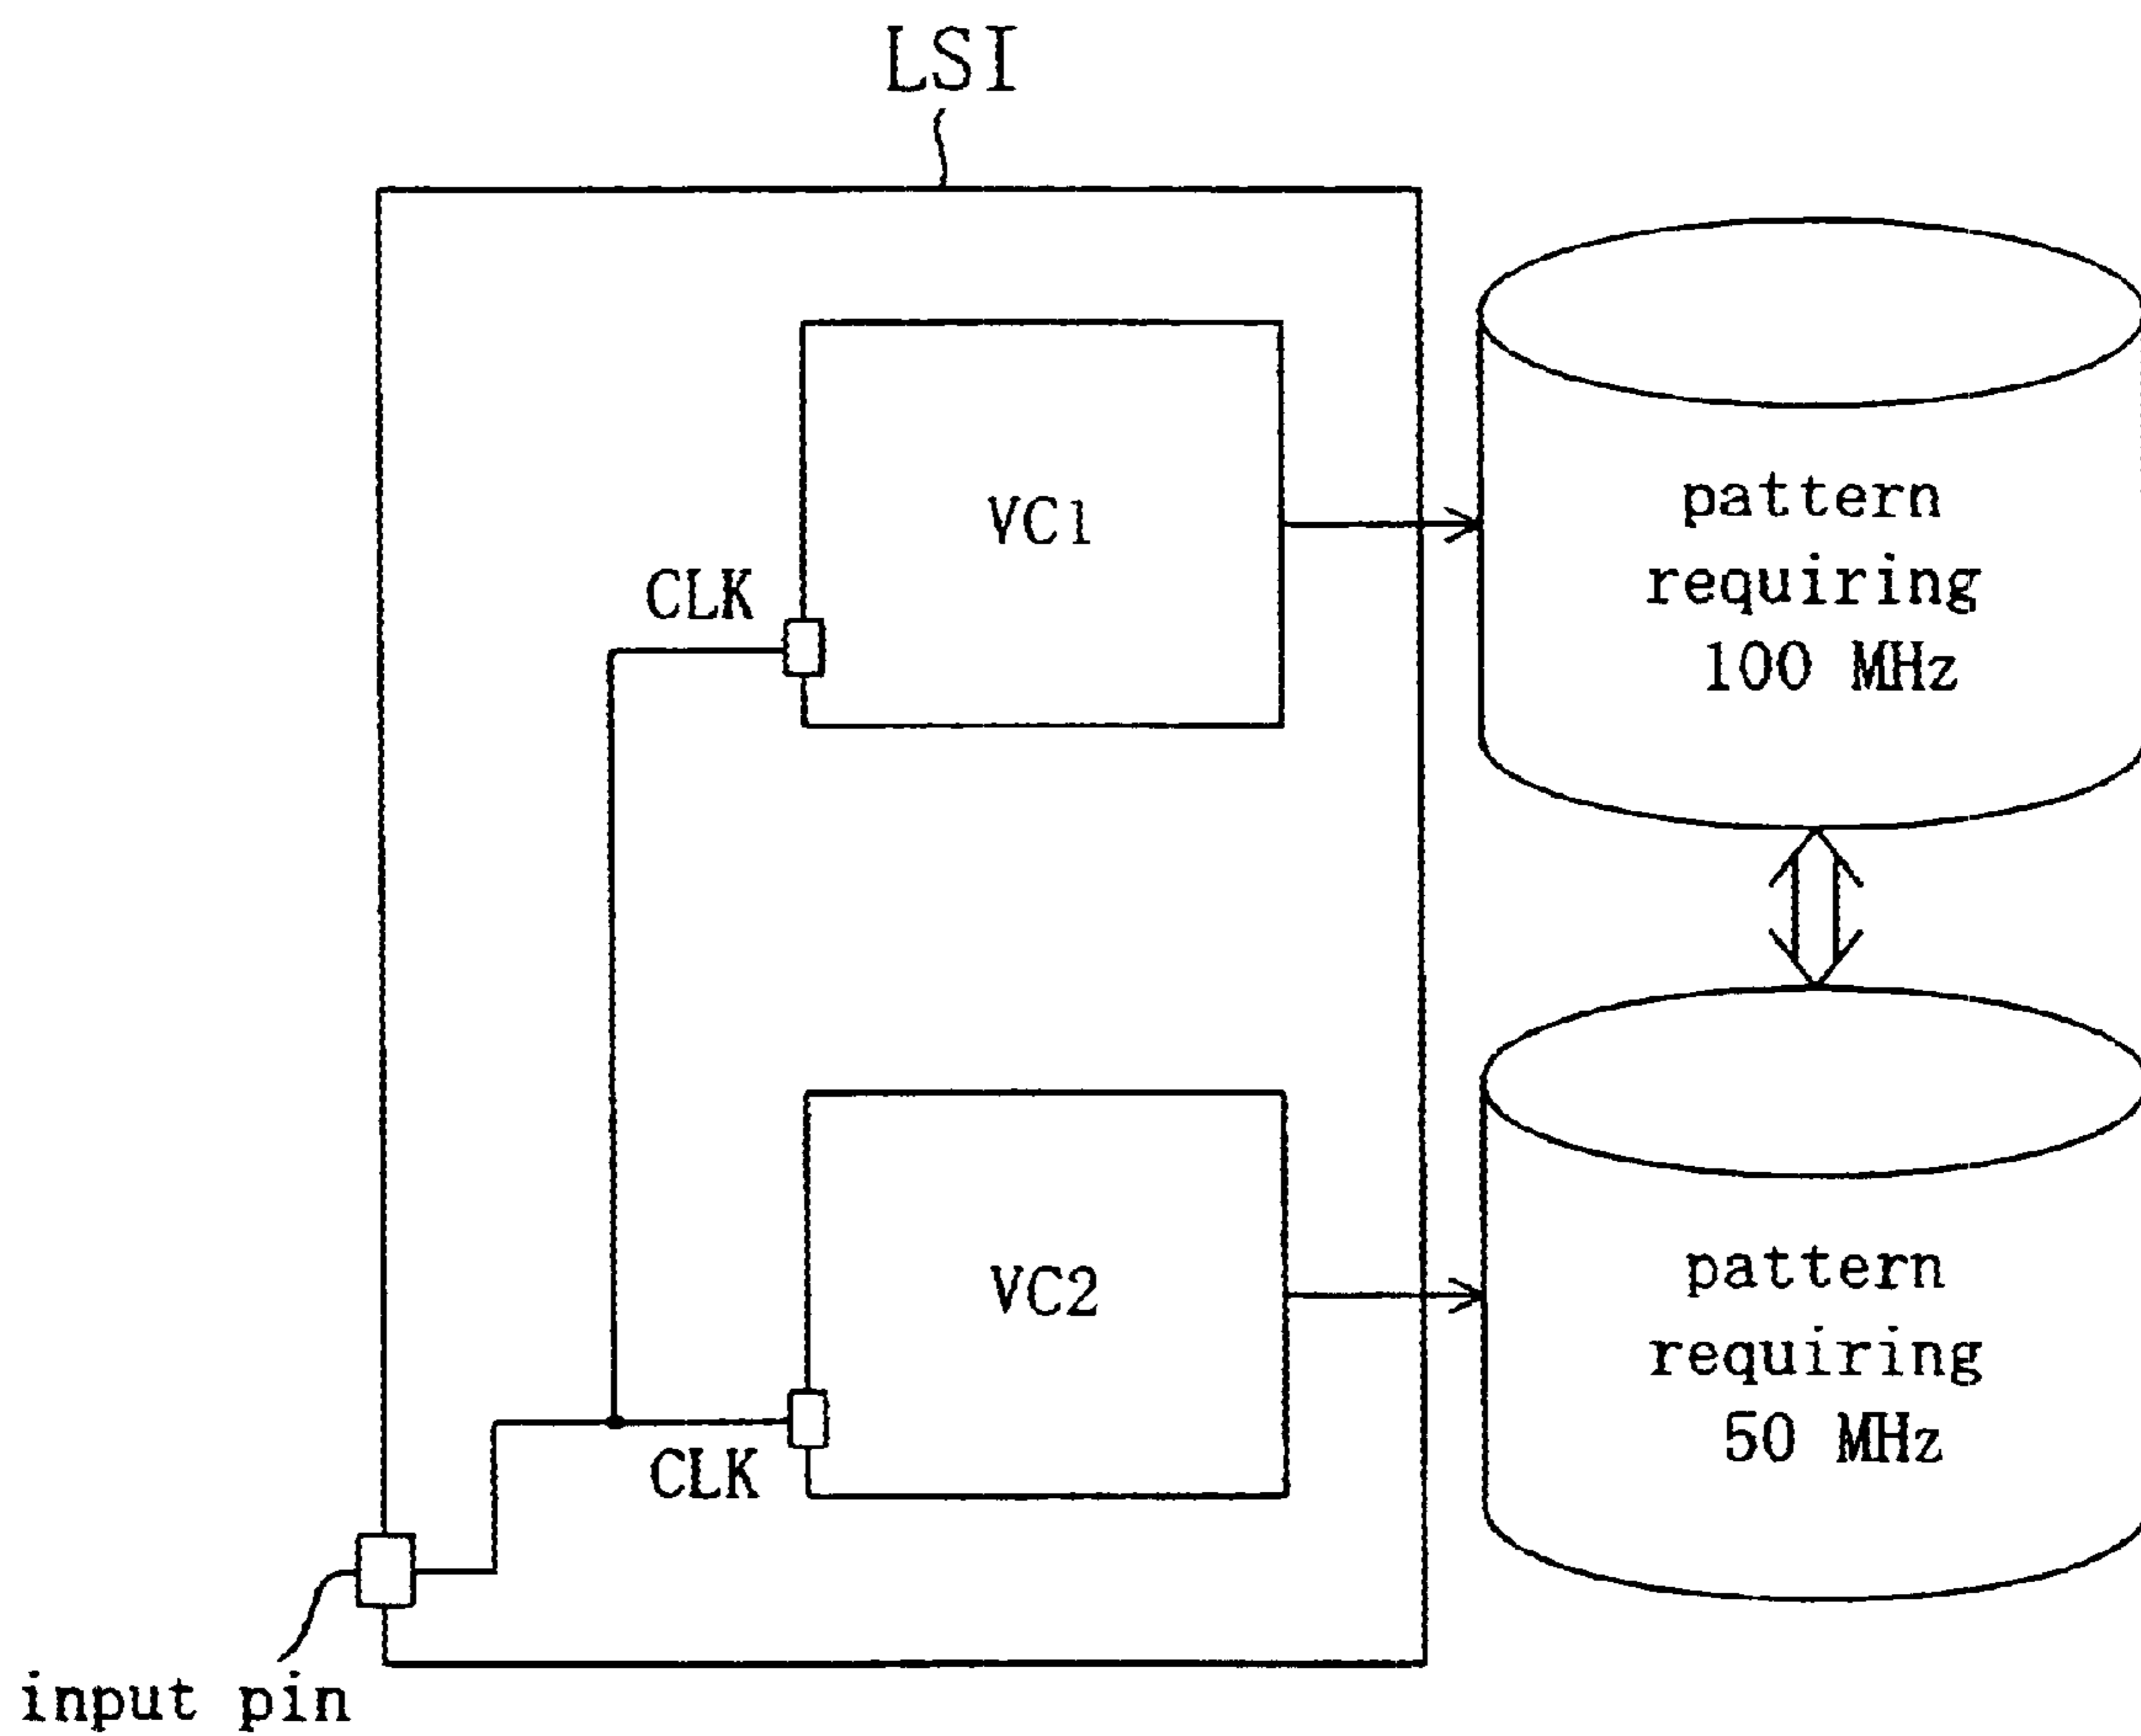 LSI
VC1
CLK
pattern
requiring
100 MHz
VC2
CLK
pattern
requiring
50 MHz
input pin